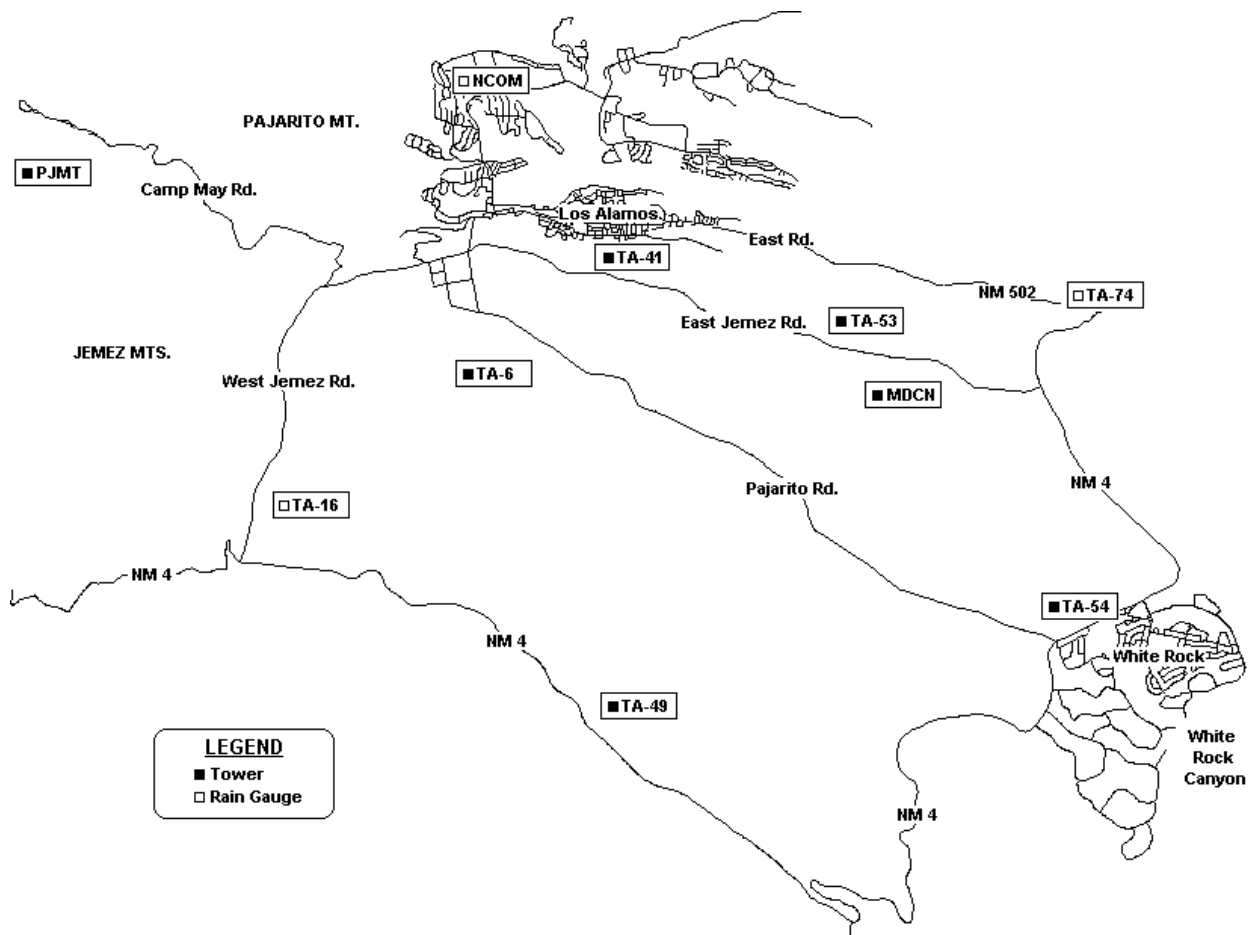 NCOM
PAJARITO MT.
PJMT
Camp May Rd.
Los Alamos
East Rd.
TA-41
NM 502
TA-74
East Jemez Rd.
TA-53
JEMEZ MTS.
West Jemez Rd.
TA-6
MDCN
Pajarito Rd.
NM 4
TA-16
NM 4
TA-54
NM 4
White Rock
TA-49
White
Rock
Canyon
LEGEND
Tower
Rain Gauge
NM 4